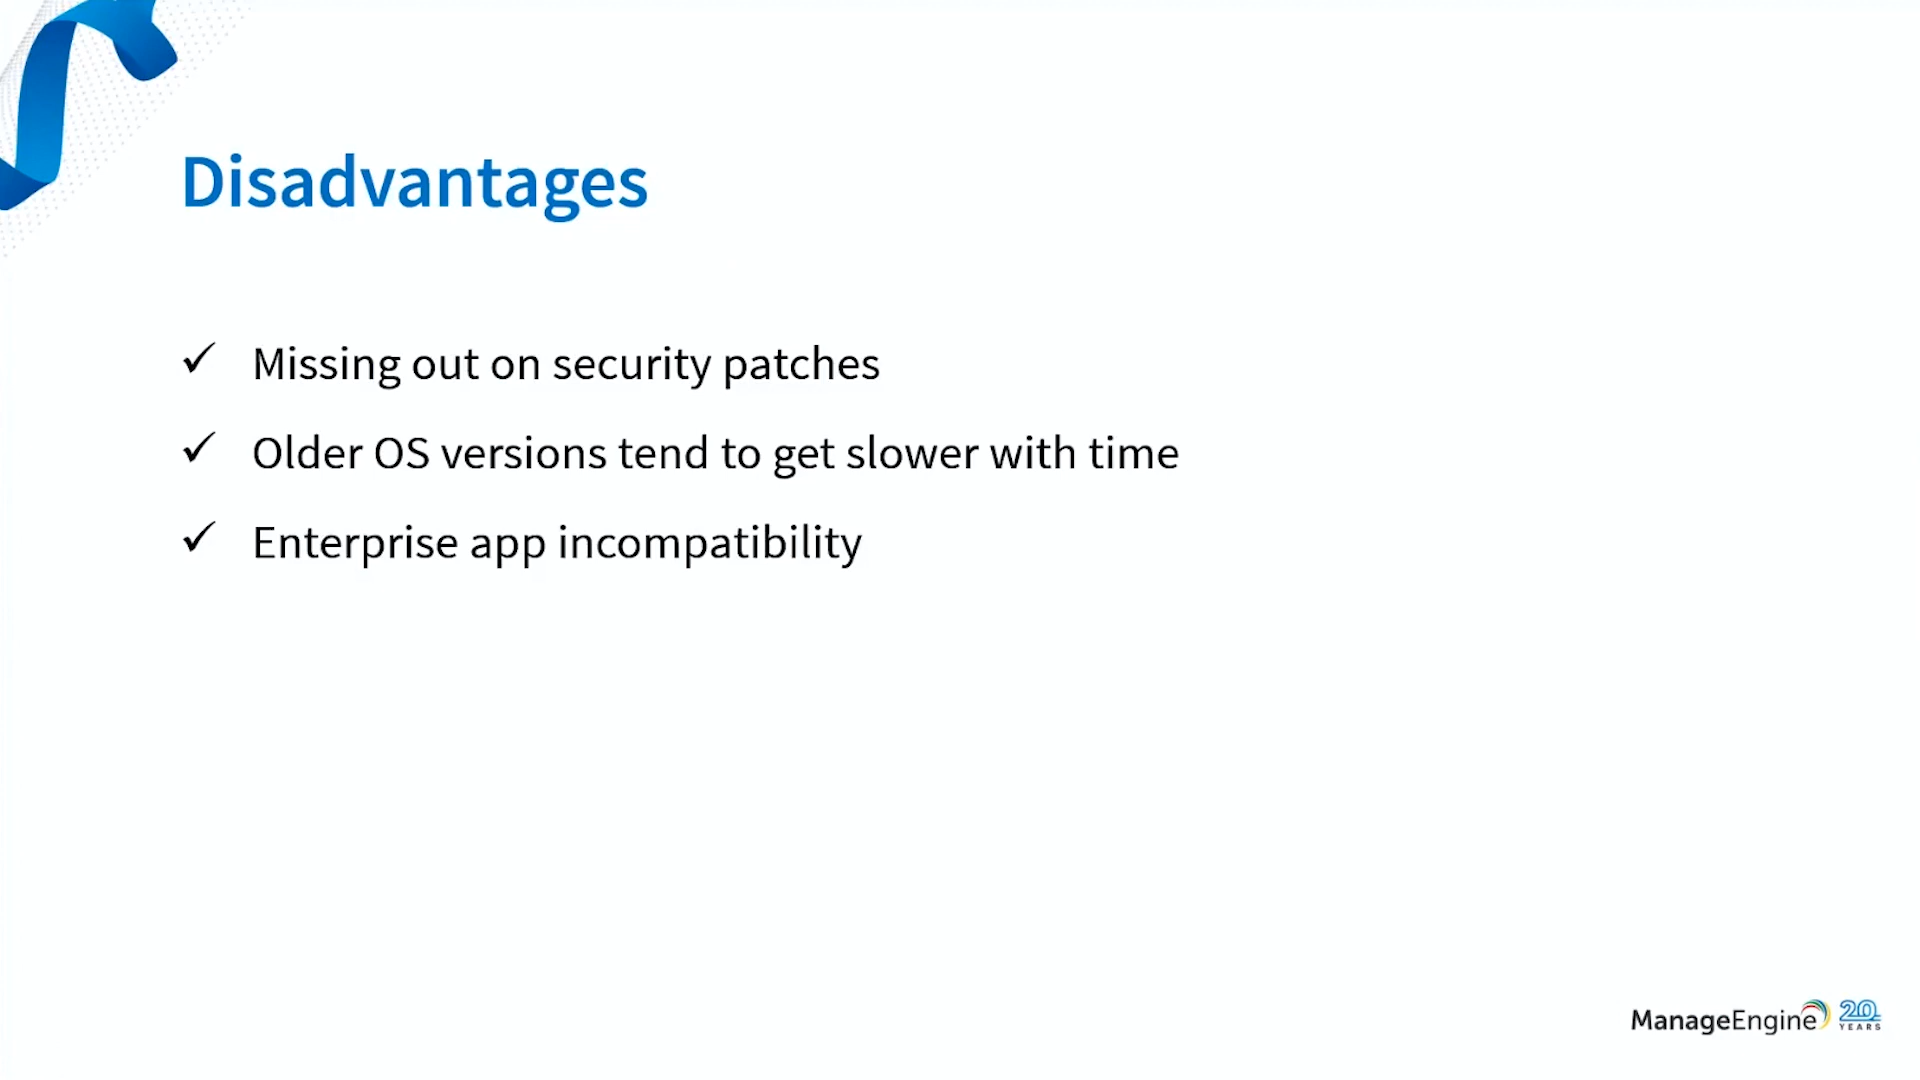 Disadvantages
✓ Missing out on security patches
✓ Older OS versions tend to get slower with time
✓ Enterprise app incompatibility
ManageEngine 20 YEARS